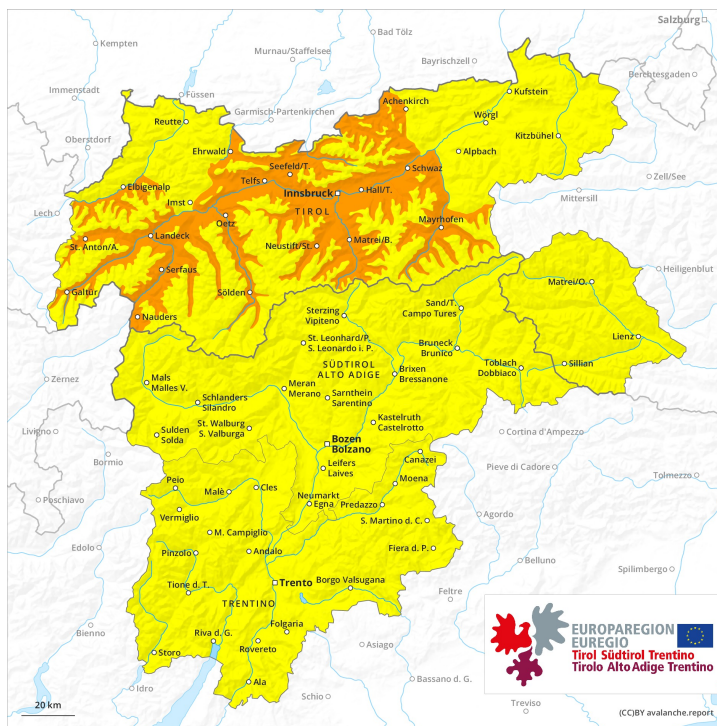 Salzburg
Kempten
Bad Tölz
Murnau/Staffelsee
Bayrischzell
Berchtesgaden
Immenstadt
Füssen
Garmisch-Partenkirchen
Achenkirch
Kufstein
Reutte
Wörgl
Kitzbühel
Oberstdorf
Ehrwald
Seefeld/T.
Alpbach
Schwaz
Zell/See
Telfs
Elbigenalp
Innsbruck
Hall/T.
Mittersill
Imst
TIROL
Lech
Oetz
Mayrhofen
St. Anton/A.
Landeck
Neustift/St.
Matrei/B.
Heiligenblut
Serfaus
Matrei/O.
Galtür
Sölden
Nauders
Sand/T.
Campo Tures
Sterzing
Vipiteno
Lienz
St. Leonhard/P.
S. Leonardo i. P.
Bruneck
Brunico
Toblach
Dobbiaco
Sillian
SÜDTIROL
ALTO ADIGE
Brixen
Bressanone
Zernez
Mals
Malles V.
Meran
Merano
Schlanders
Silandro
Sarnthein
Sarentino
Kastelruth
Castelrotto
St. Walburg
S. Valburga
Livigno
Sulden
Solda
Bozen
Bolzano
Cortina d'Ampezzo
Bormio
Canazei
Pieve di Cadore
Leifers
Laives
Tolmezzo
Poschiavo
Peio
Malè
Cles
Moena
Neumarkt
Egna
Predazzo
Vermiglio
Agordo
M. Campiglio
S. Martino d. C.
Edolo
Pinzolo
Andalo
Fiera d. P.
Belluno
Spilimbergo
Tione d. T.
Trento
Borgo Valsugana
Feltre
TRENTINO
Folgaria
Bienno
Riva d. G.
Rovereto
Asiago
Storo
Bassano d. G.
Ala
Idro
Schio
Treviso
EUROPAREGION
EUREGIO
Tirol Südtirol Trentino
Tirolo Alto Adige Trentino
20 km
(CC)BY avalanche.report